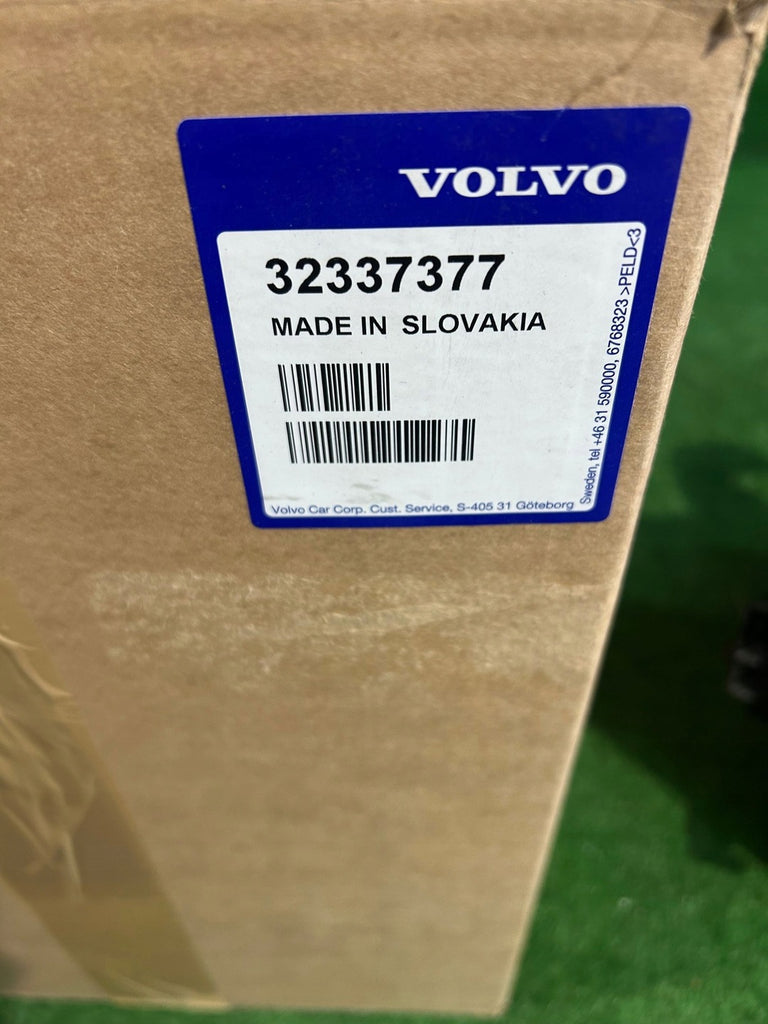 VOLVO
32337377
MADE IN SLOVAKIA
Volvo Car Corp. Cust. Service, S-405 31 Göteborg
Sweden, tel +46 31 590000, 6768323 >PELD<3